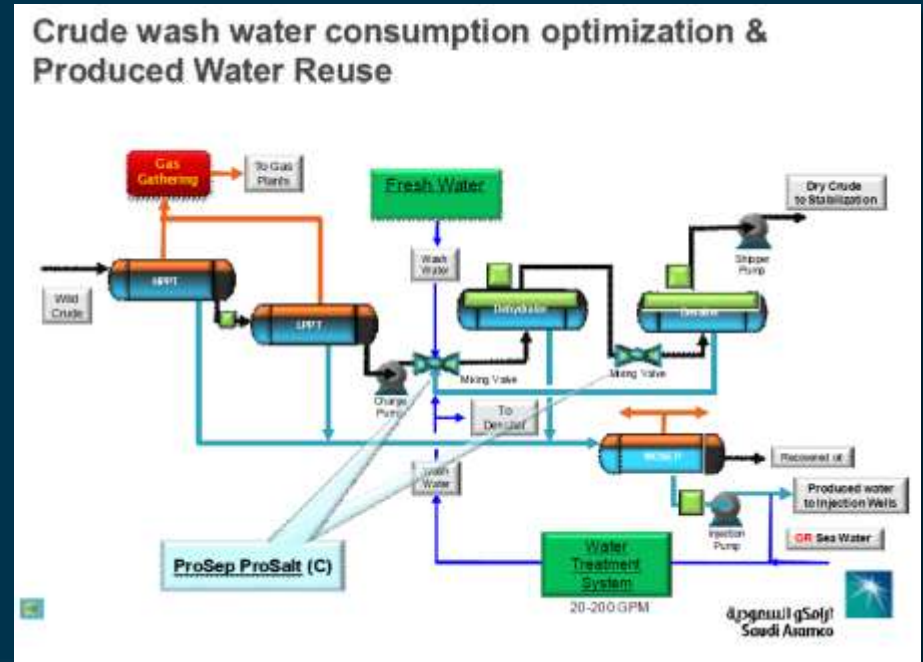 Crude wash water consumption optimization &
Produced Water Reuse
Gas
Gathering
To Gas
Plants
Fresh Water
Dry Crude
to Stabilization
Shipper
Pump
Wash
Water
HPPT
Wild
Crude
LPPT
Dehydrator
Desalter
Mixing Valve
Mixing Valve
Charge
Pump
To
Desalter
Recovered oil
Wash
Water
Produced water
to Injection Wells
Injection
Pump
OR Sea Water
ProSep ProSalt (C)
Water
Treatment
System
20-200 GPM
أرامكو السعودية
Saudi Aramco